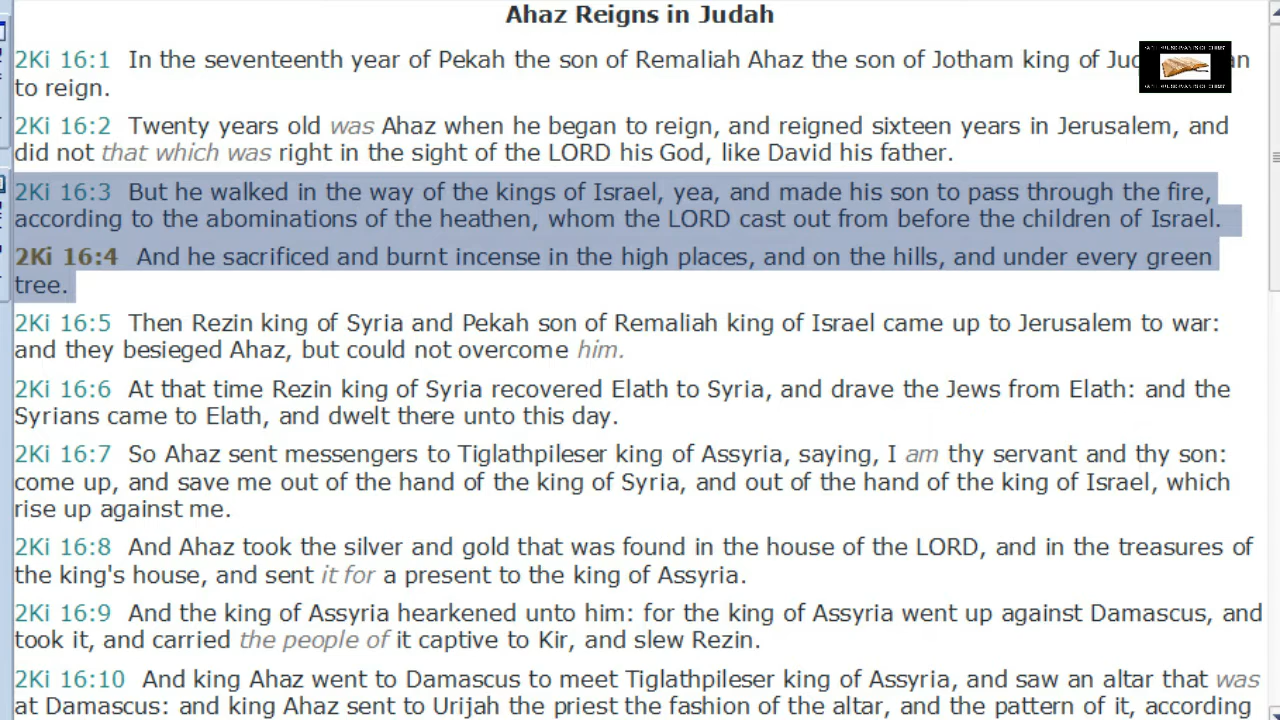 Ahaz Reigns in Judah
2Ki 16:1 In the seventeenth year of Pekah the son of Remaliah Ahaz the son of Jotham king of
to reign.
2Ki 16:2 Twenty years old was Ahaz when he began to reign, and reigned sixteen years in Jerusalem, and
did not that which was right in the sight of the LORD his God, like David his father.
2Ki 16:3 But he walked in the way of the kings of Israel, yea, and made his son to pass through the fire,
according to the abominations of the heathen, whom the LORD cast out from before the children of Israel.
2Ki 16:4 And he sacrificed and burnt incense in the high places, and on the hills, and under every green
tree.
2Ki 16:5 Then Rezin king of Syria and Pekah son of Remaliah king of Israel came up to Jerusalem to war:
and they besieged Ahaz, but could not overcome him.
2Ki 16:6 At that time Rezin king of Syria recovered Elath to Syria, and drave the Jews from Elath: and the
Syrians came to Elath, and dwelt there unto this day.
2Ki 16:7 So Ahaz sent messengers to Tiglathpileser king of Assyria, saying, I am thy servant and thy son:
come up, and save me out of the hand of the king of Syria, and out of the hand of the king of Israel, which
rise up against me.
2Ki 16:8 And Ahaz took the silver and gold that was found in the house of the LORD, and in the treasures of
the king's house, and sent it for a present to the king of Assyria.
2Ki 16:9 And the king of Assyria hearkened unto him: for the king of Assyria went up against Damascus, and
took it, and carried the people of it captive to Kir, and slew Rezin.
2Ki 16:10 And king Ahaz went to Damascus to meet Tiglathpileser king of Assyria, and saw an altar that was
at Damascus: and king Ahaz sent to Urijah the priest the fashion of the altar, and the pattern of it, according